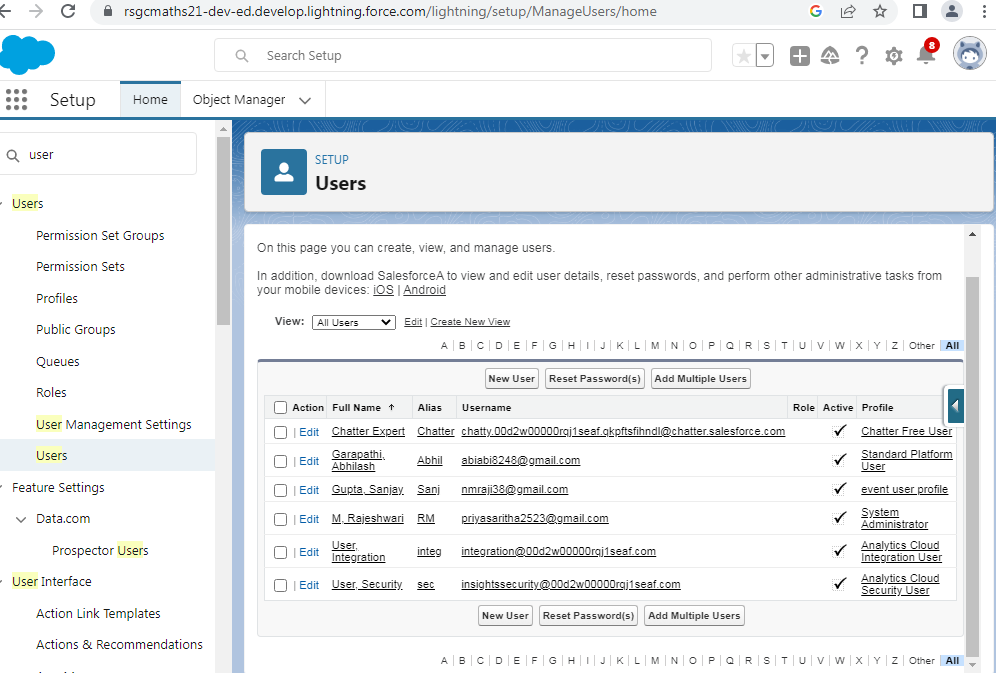 rsgcmaths21-dev-ed.develop.lightning.force.com/lightning/setup/ManageUsers/home
Search Setup
8
Setup
Home
Object Manager
user
Users
Permission Set Groups
Permission Sets
Profiles
Public Groups
Queues
Roles
User Management Settings
Users
Feature Settings
Data.com
Prospector Users
User Interface
Action Link Templates
Actions & Recommendations
SETUP
Users
On this page you can create, view, and manage users.
In addition, download SalesforceA to view and edit user details, reset passwords, and perform other administrative tasks from
your mobile devices: iOS | Android
View: All Users Edit | Create New View
A | B | C | D | E | F | G | H | I | J | K | L | M | N | O | P | Q | R | S | T | U | V | W | X | Y | Z | Other | All
New User Reset Password(s) Add Multiple Users
Action Full Name ↑ Alias Username Role Active Profile
| Edit Chatter Expert Chatter chatty.00d2w00000rqj1seaf.qkpftsfihndl@chatter.salesforce.com Chatter Free User
| Edit Garapathi, Abhilash Abhil abiabi8248@gmail.com Standard Platform User
| Edit Gupta, Sanjay Sanj nmraji38@gmail.com event user profile
| Edit M, Rajeshwari RM priyasaritha2523@gmail.com System Administrator
| Edit User, Integration integ integration@00d2w00000rqj1seaf.com Analytics Cloud Integration User
| Edit User, Security sec insightssecurity@00d2w00000rqj1seaf.com Analytics Cloud Security User
New User Reset Password(s) Add Multiple Users
A | B | C | D | E | F | G | H | I | J | K | L | M | N | O | P | Q | R | S | T | U | V | W | X | Y | Z | Other | All